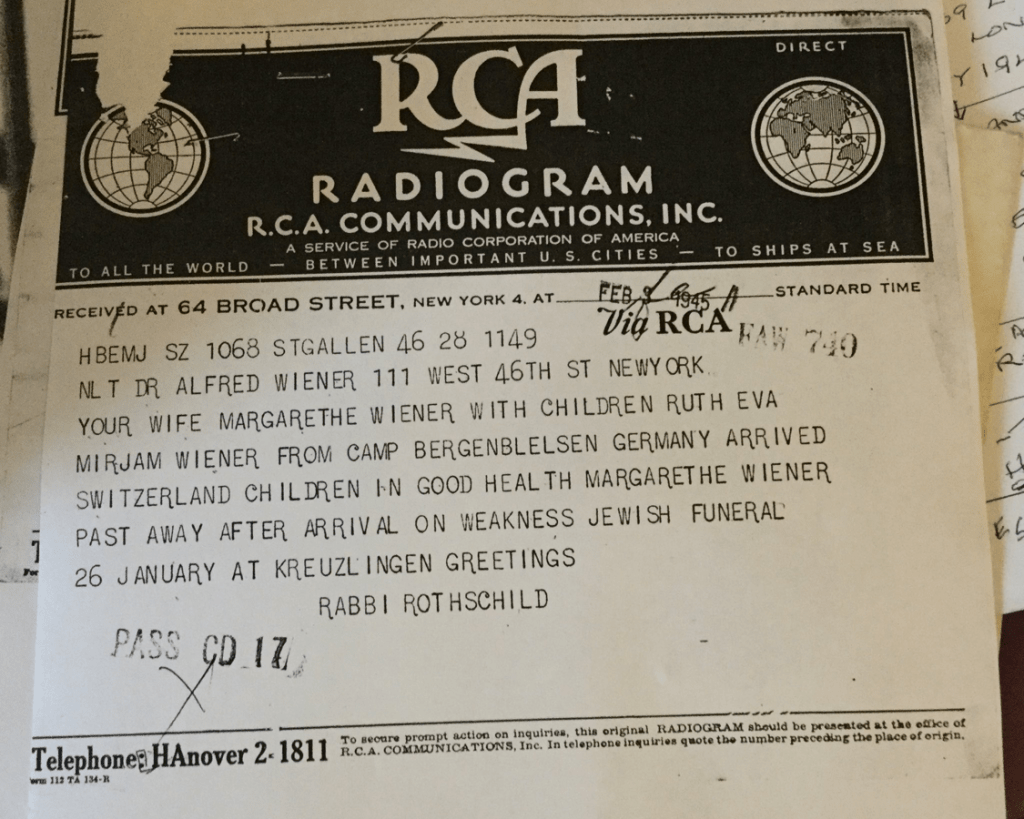 DIRECT
RCA
RADIOGRAM
R.C.A. COMMUNICATIONS, INC.
A SERVICE OF RADIO CORPORATION OF AMERICA
TO ALL THE WORLD — BETWEEN IMPORTANT U. S. CITIES — TO SHIPS AT SEA
RECEIVED AT 64 BROAD STREET, NEW YORK 4. AT FEB 1945 STANDARD TIME
Via RCA 740
HBEMJ SZ 1068 STGALLEN 46 28 1149
NLT DR ALFRED WIENER 111 WEST 46TH ST NEWYORK
YOUR WIFE MARGARETHE WIENER WITH CHILDREN RUTH EVA
MIRJAM WIENER FROM CAMP BERGENBLELSEN GERMANY ARRIVED
SWITZERLAND CHILDREN IN GOOD HEALTH MARGARETHE WIENER
PAST AWAY AFTER ARRIVAL ON WEAKNESS JEWISH FUNERAL
26 JANUARY AT KREUZLINGEN GREETINGS
RABBI ROTHSCHILD
PASS CD 17
Telephone: HAnover 2-1811 To secure prompt action on inquiries, this original RADIOGRAM should be presented at the office of
R.C.A. COMMUNICATIONS, Inc. In telephone inquiries quote the number preceding the place of origin.
112 TA 134-R